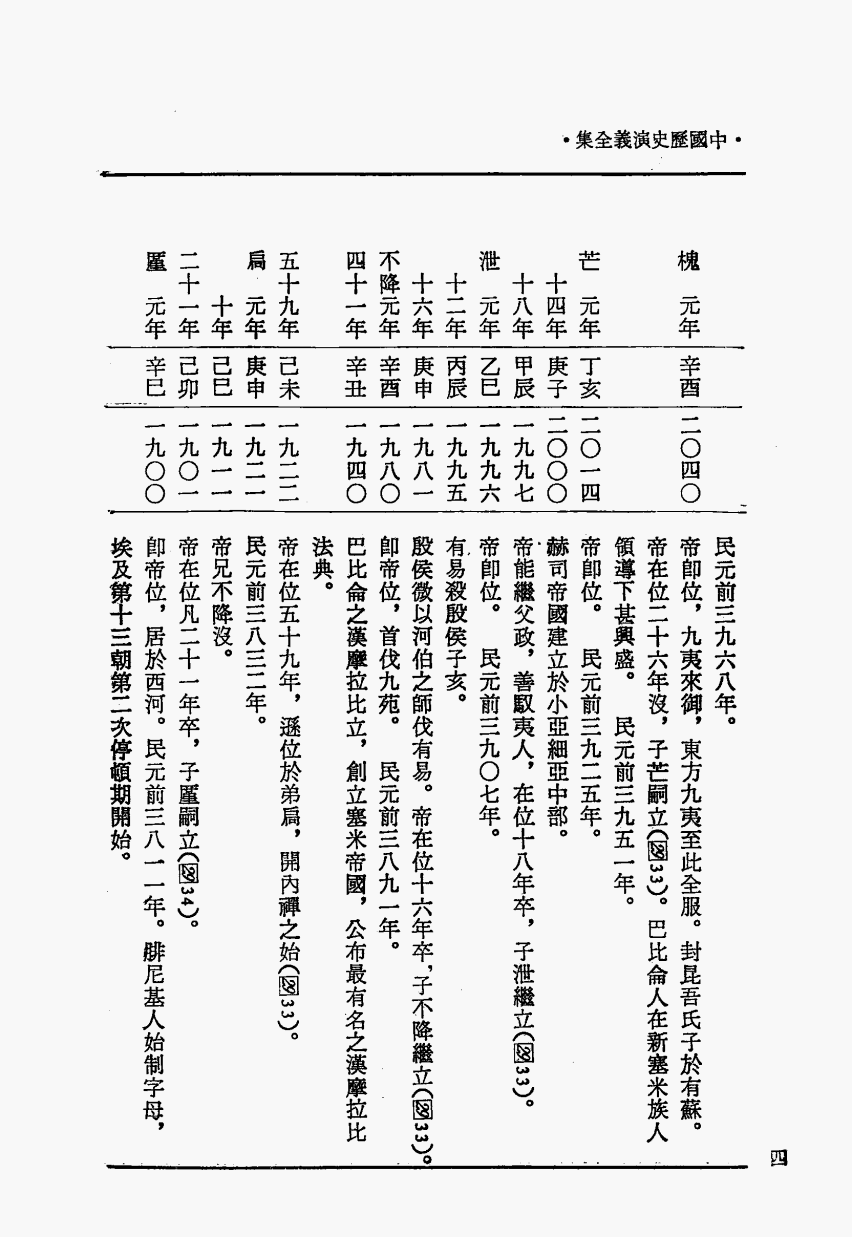 ・中國歷史演義全集・
民元前三九六八年。
槐　元年　辛酉　二〇四〇　帝卽位，九夷來御，東方九夷至此全服。封昆吾氏子於有蘇。
帝在位二十六年沒，子芒嗣立(圖33)。巴比侖人在新塞米族人
領導下甚興盛。　民元前三九五一年。
芒　元年　丁亥　二〇一四　帝卽位。　民元前三九二五年。
十四年　庚子　二〇〇〇　赫司帝國建立於小亞細亞中部。
十八年　甲辰　一九九七　帝能繼父政，善馭夷人，在位十八年卒，子泄繼立(圖33)。
泄　元年　乙巳　一九九六　帝卽位。　民元前三九〇七年。
十二年　丙辰　一九九五　有易殺殷侯子亥。
十六年　庚申　一九八一　殷侯微以河伯之師伐有易。帝在位十六年卒，子不降繼立(圖33)。
不降元年　辛酉　一九八〇　卽帝位，首伐九苑。　民元前三八九一年。
四十一年　辛丑　一九四〇　巴比侖之漢摩拉比立，創立塞米帝國，公布最有名之漢摩拉比
法典。
五十九年　己未　一九二二　帝在位五十九年，遜位於弟扃，開內禪之始(圖33)。
扃　元年　庚申　一九二一　民元前三八三二年。
十年　己巳　一九一一　帝兄不降沒。
二十一年　己卯　一九〇一　帝在位凡二十一年卒，子厪嗣立(圖34)。
厪　元年　辛巳　一九〇〇　卽帝位，居於西河。民元前三八一一年。腓尼基人始制字母，
埃及第十三朝第二次停頓期開始。
四